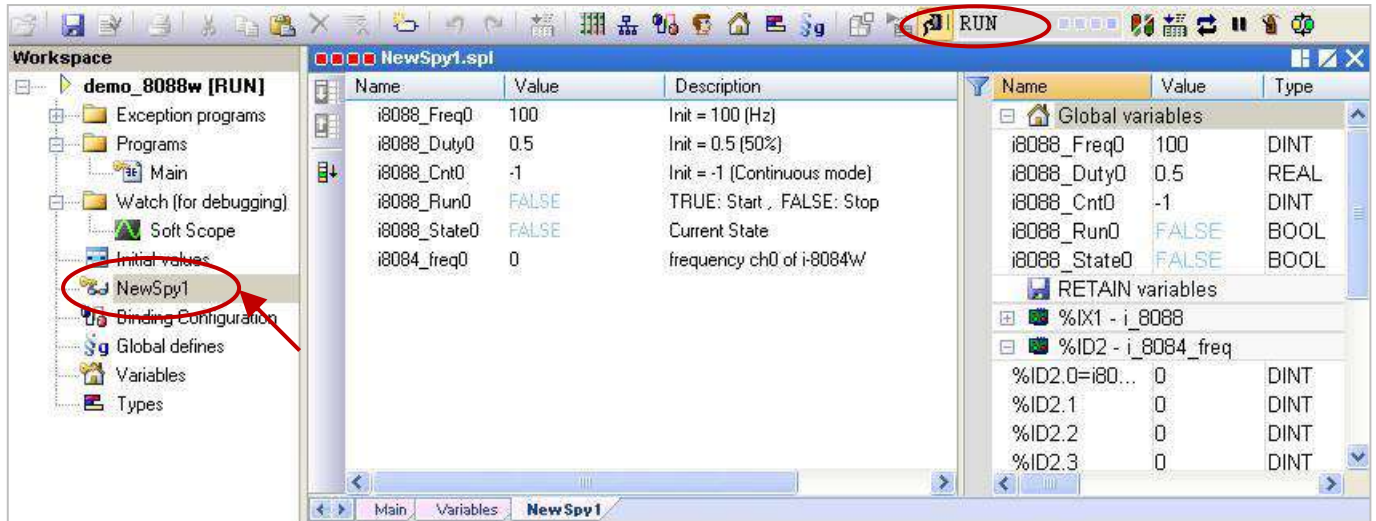 RUN
Workspace
demo_8088w [RUN]
Exception programs
Programs
Main
Watch (for debugging)
Soft Scope
Initial values
NewSpy1
Binding Configuration
Global defines
Variables
Types
NewSpy1.spl
Name Value Description
i8088_Freq0 100 Init = 100 (Hz)
i8088_Duty0 0.5 Init = 0.5 (50%)
i8088_Cnt0 -1 Init = -1 (Continuous mode)
i8088_Run0 FALSE TRUE: Start , FALSE: Stop
i8088_State0 FALSE Current State
i8084_freq0 0 frequency ch0 of i-8084W
Main Variables NewSpy1
Name Value Type
Global variables
i8088_Freq0 100 DINT
i8088_Duty0 0.5 REAL
i8088_Cnt0 -1 DINT
i8088_Run0 FALSE BOOL
i8088_State0 FALSE BOOL
RETAIN variables
%IX1 - i_8088
%ID2 - i_8084_freq
%ID2.0=i80... 0 DINT
%ID2.1 0 DINT
%ID2.2 0 DINT
%ID2.3 0 DINT